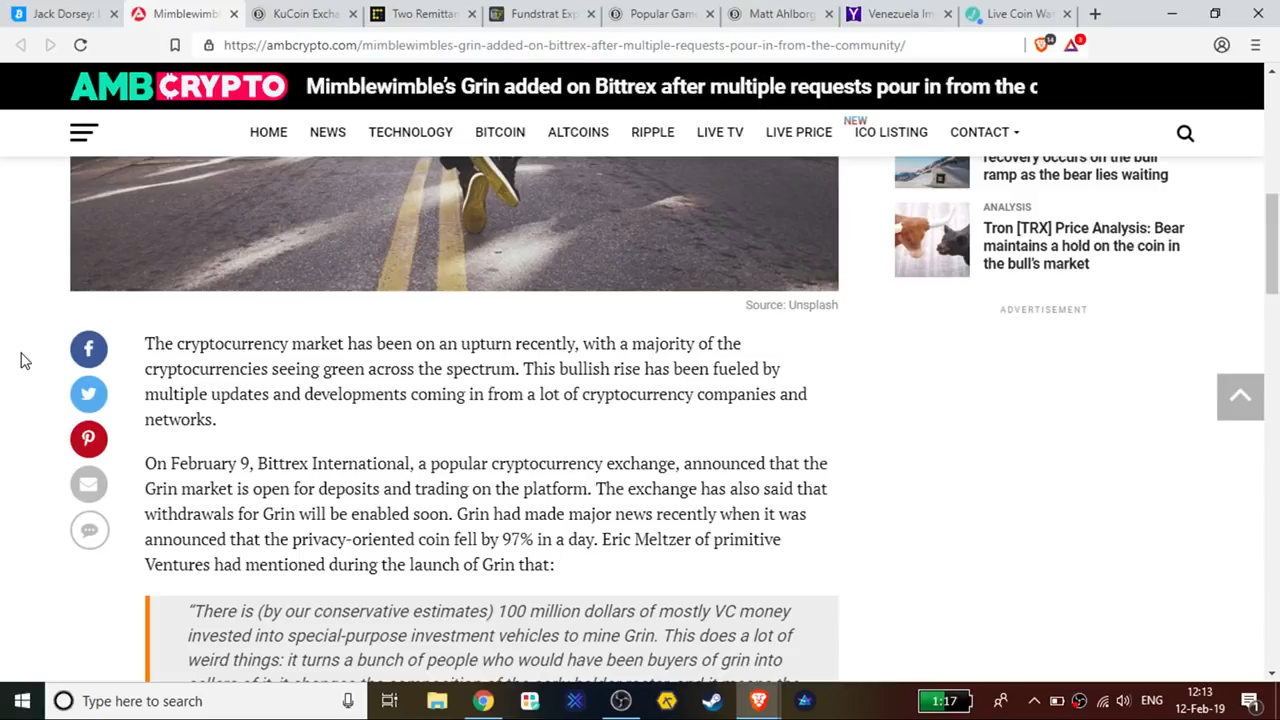 Jack Dorsey:
Mimblewimbl
KuCoin Excha
Two Remittan
Fundstrat Exp
Popular Game
Matt Ahlborg
Venezuela Im
Live Coin Wat
https://ambcrypto.com/mimblewimbles-grin-added-on-bittrex-after-multiple-requests-pour-in-from-the-community/
14
3
AMBCRYPTO
Mimblewimble's Grin added on Bittrex after multiple requests pour in from the c
HOME
NEWS
TECHNOLOGY
BITCOIN
ALTCOINS
RIPPLE
LIVE TV
LIVE PRICE
NEW
ICO LISTING
CONTACT
recovery occurs on the bull
ramp as the bear lies waiting
ANALYSIS
Tron [TRX] Price Analysis: Bear
maintains a hold on the coin in
the bull's market
ADVERTISEMENT
Source: Unsplash
The cryptocurrency market has been on an upturn recently, with a majority of the
cryptocurrencies seeing green across the spectrum. This bullish rise has been fueled by
multiple updates and developments coming in from a lot of cryptocurrency companies and
networks.
On February 9, Bittrex International, a popular cryptocurrency exchange, announced that the
Grin market is open for deposits and trading on the platform. The exchange has also said that
withdrawals for Grin will be enabled soon. Grin had made major news recently when it was
announced that the privacy-oriented coin fell by 97% in a day. Eric Meltzer of primitive
Ventures had mentioned during the launch of Grin that:
"There is (by our conservative estimates) 100 million dollars of mostly VC money
invested into special-purpose investment vehicles to mine Grin. This does a lot of
weird things: it turns a bunch of people who would have been buyers of grin into
Type here to search
1:17
ENG
12:13
12-Feb-19